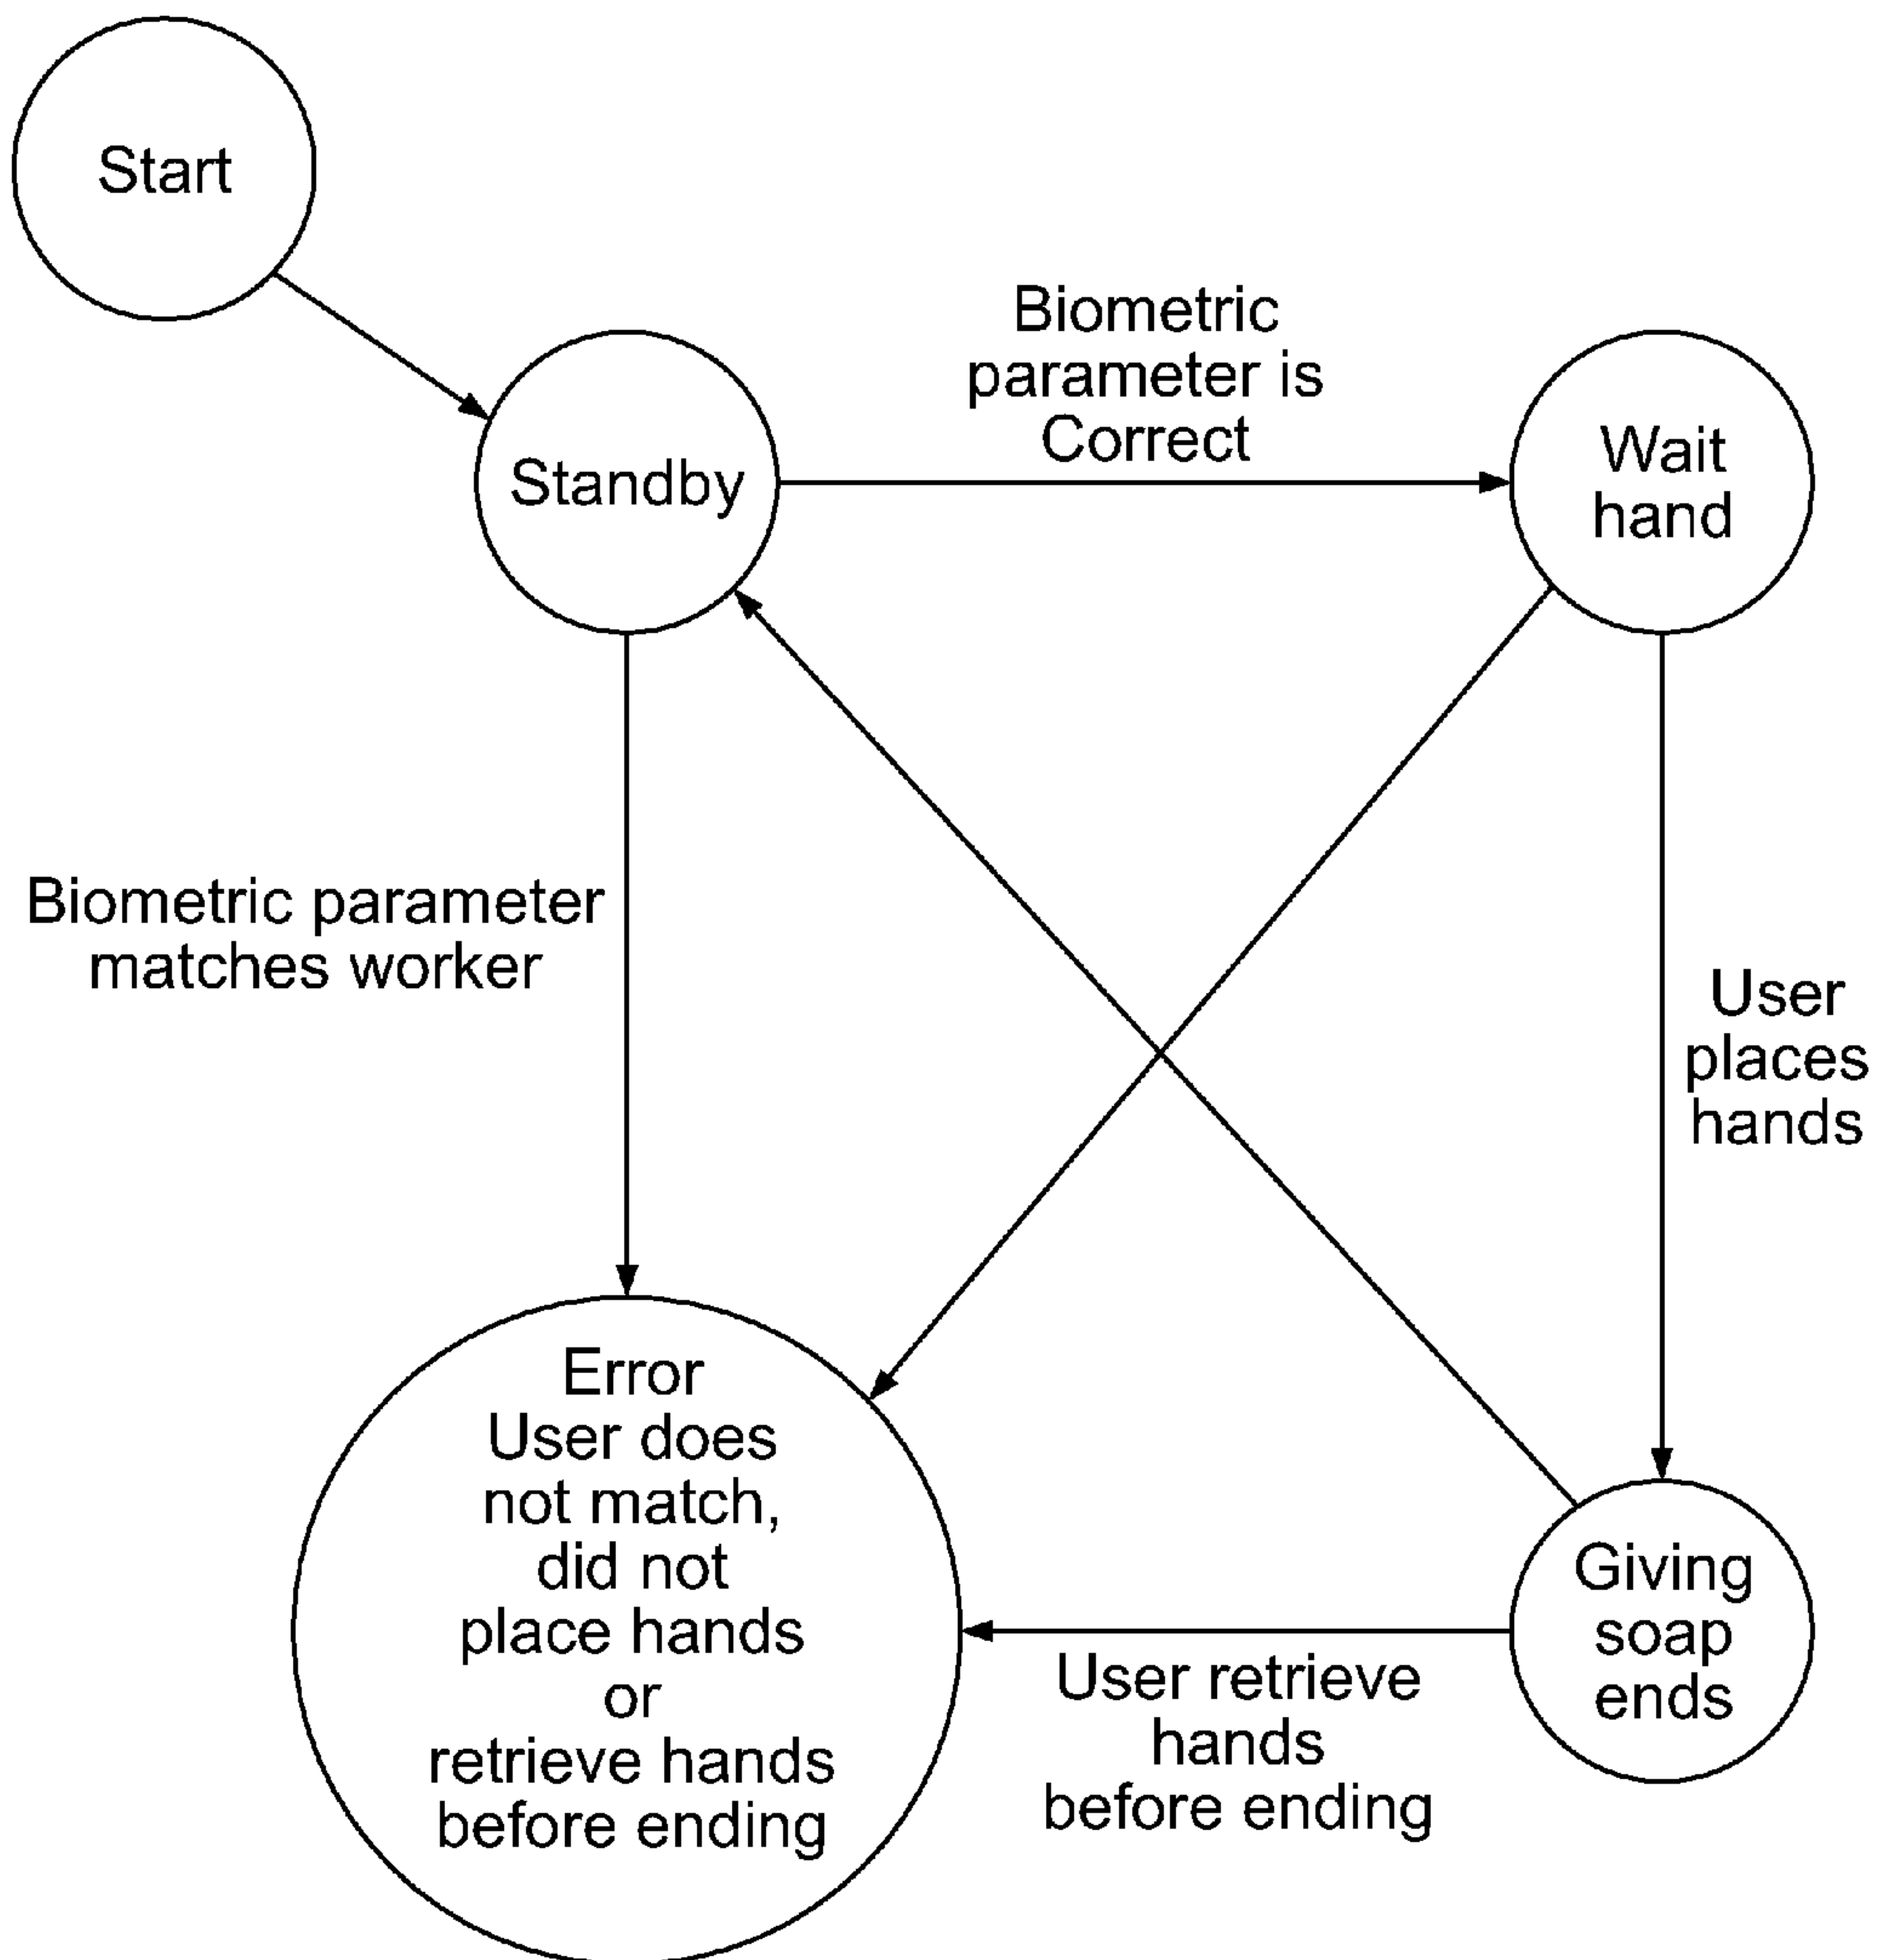 Start
Biometric
parameter is
Correct
Standby
Wait
hand
Biometric parameter
matches worker
User
places
hands
Error
User does
not match,
did not
place hands
or
retrieve hands
before ending
User retrieve
hands
before ending
Giving
soap
ends